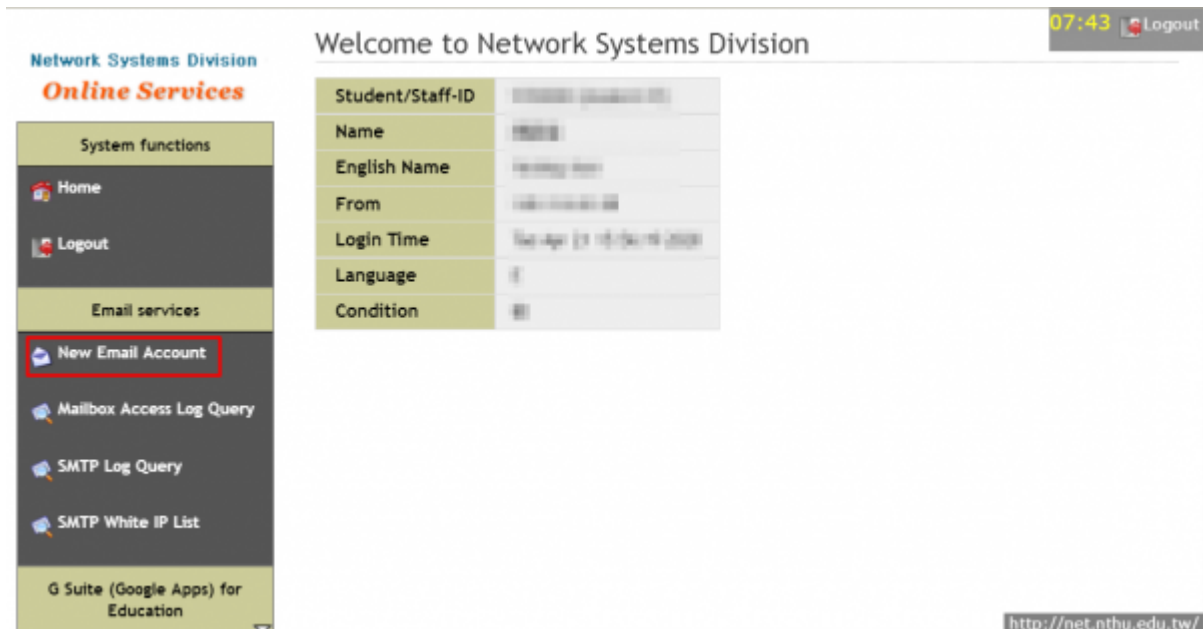 Network Systems Division
Online Services
System functions
Home
Logout
Email services
New Email Account
Mailbox Access Log Query
SMTP Log Query
SMTP White IP List
G Suite (Google Apps) for
Education
Welcome to Network Systems Division
07:43 Logout
Student/Staff-ID
Name
English Name
From
Login Time
Language
Condition
http://net.nthu.edu.tw/